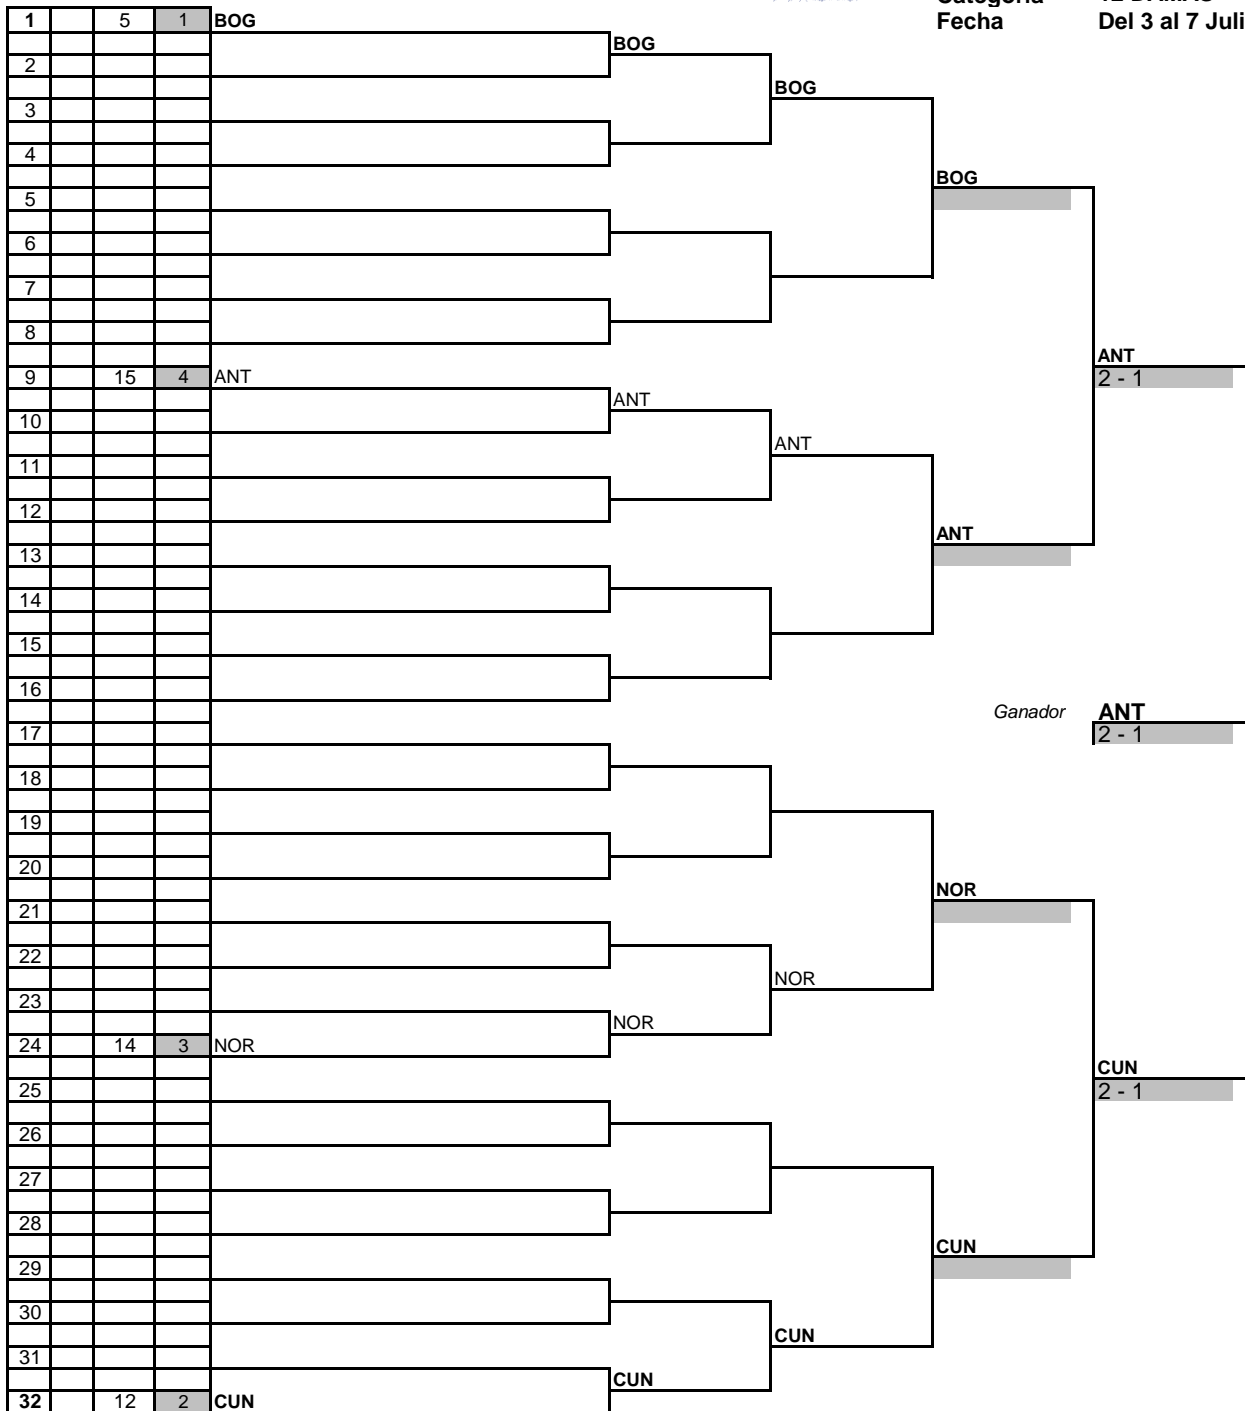 1 5 1 BOG
Fecha Del 3 al 7 Juli
BOG
2
BOG
3
4
BOG
5
6
7
8
ANT
9 15 4 ANT
2 - 1
ANT
10
ANT
11
12
ANT
13
14
15
16
Ganador ANT
17
2 - 1
18
19
20
NOR
21
22
NOR
23
NOR
24 14 3 NOR
CUN
25
2 - 1
26
27
28
CUN
29
30
CUN
31
CUN
32 12 2 CUN